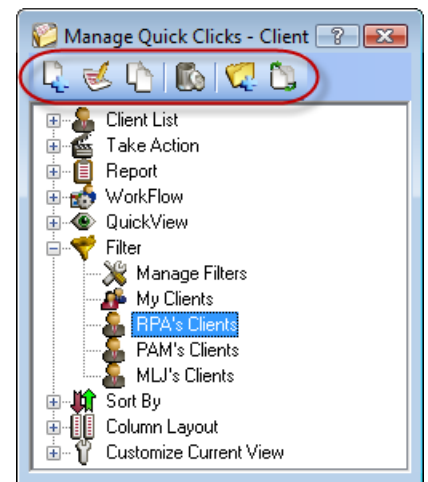 Manage Quick Clicks - Client
Client List
Take Action
Report
WorkFlow
QuickView
Filter
Manage Filters
My Clients
RPA's Clients
PAM's Clients
MLJ's Clients
Sort By
Column Layout
Customize Current View